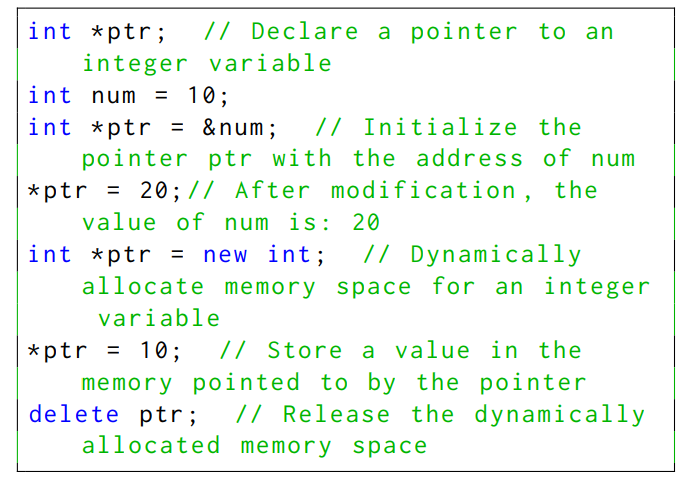 int *ptr;  // Declare a pointer to an
integer variable
int num = 10;
int *ptr = &num;  // Initialize the
pointer ptr with the address of num
*ptr = 20;// After modification, the
value of num is: 20
int *ptr = new int;  // Dynamically
allocate memory space for an integer
variable
*ptr = 10;  // Store a value in the
memory pointed to by the pointer
delete ptr;  // Release the dynamically
allocated memory space